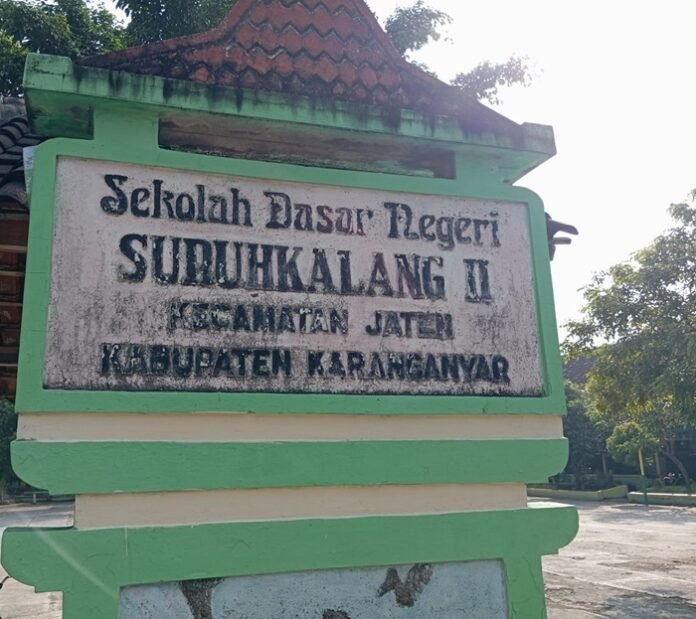 Sekolah Dasar Negeri
SURUHKALANG II
KECAMATAN JATEN
KABUPATEN KARANGANYAR